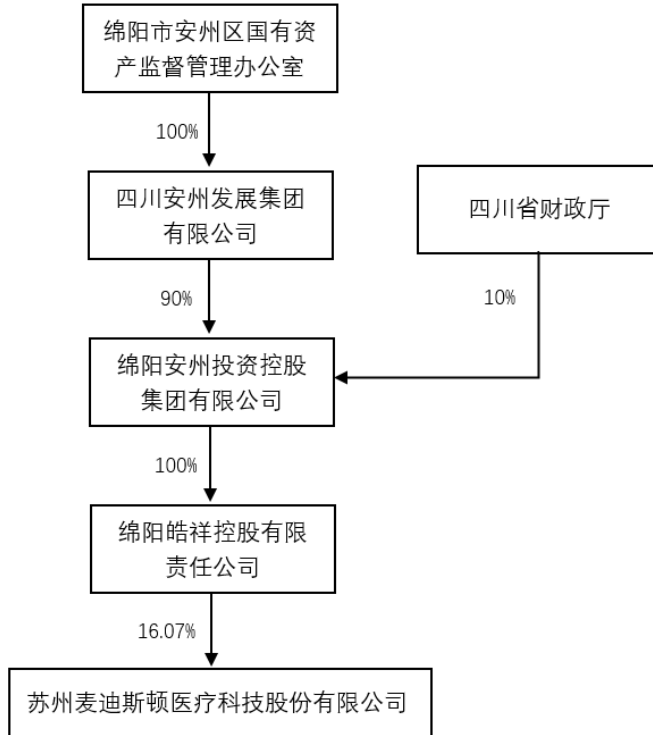 绵阳市安州区国有资
产监督管理办公室
100%
四川安州发展集团
有限公司
四川省财政厅
90%
10%
绵阳安州投资控股
集团有限公司
100%
绵阳皓祥控股有限
责任公司
16.07%
苏州麦迪斯顿医疗科技股份有限公司